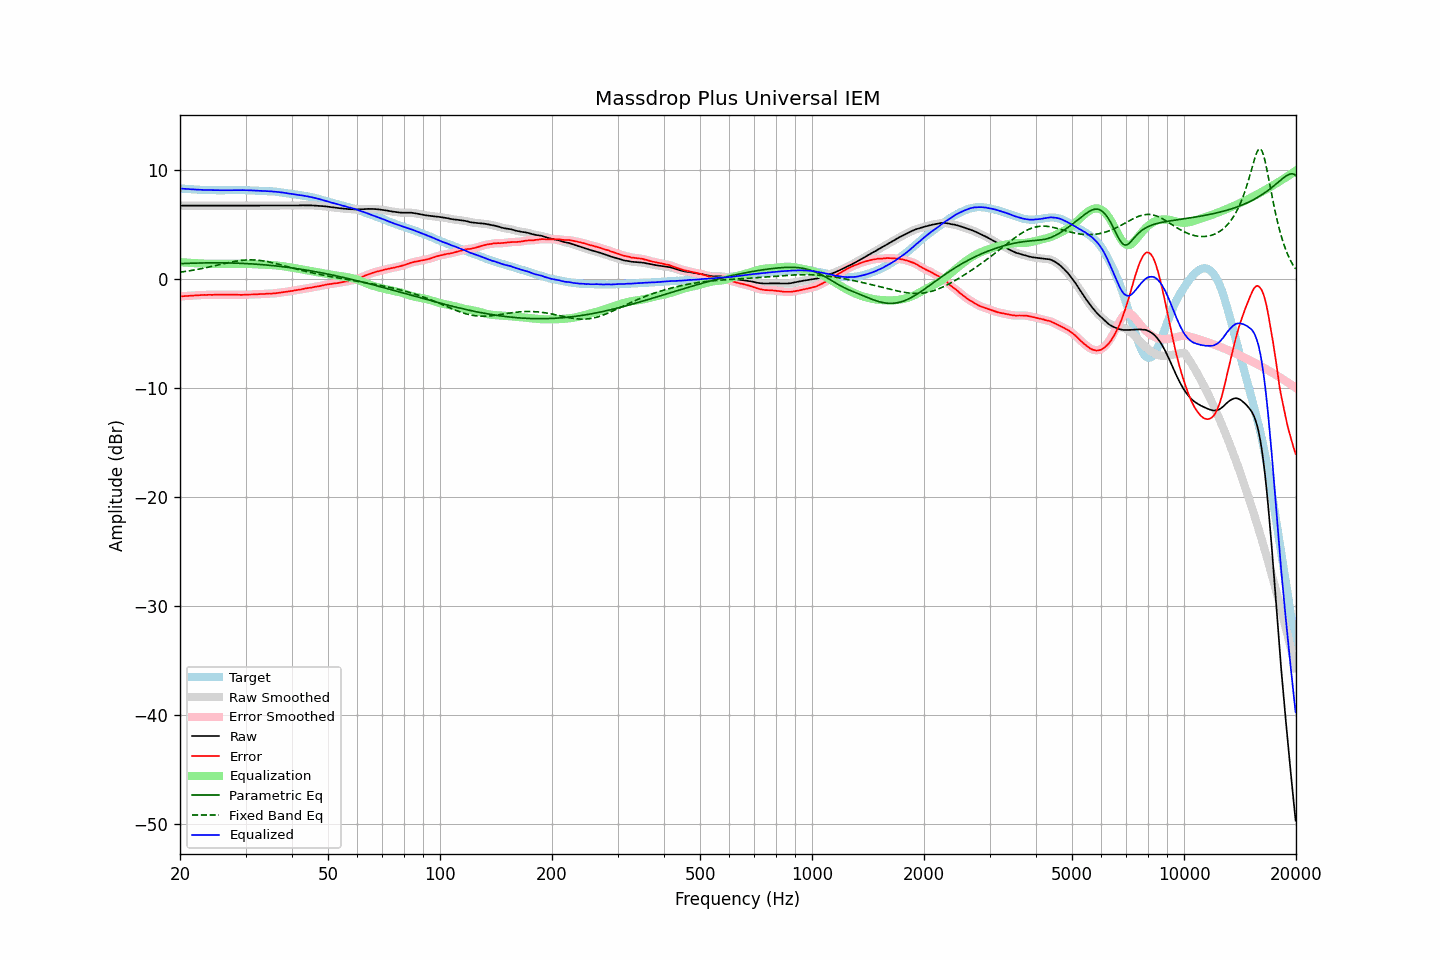 Massdrop Plus Universal IEM
Amplitude (dBr)
10
0
−10
−20
−30
−40
−50
Target
Raw Smoothed
Error Smoothed
Raw
Error
Equalization
Parametric Eq
Fixed Band Eq
Equalized
20 50 100 200 500 1000 2000 5000 10000 20000
Frequency (Hz)